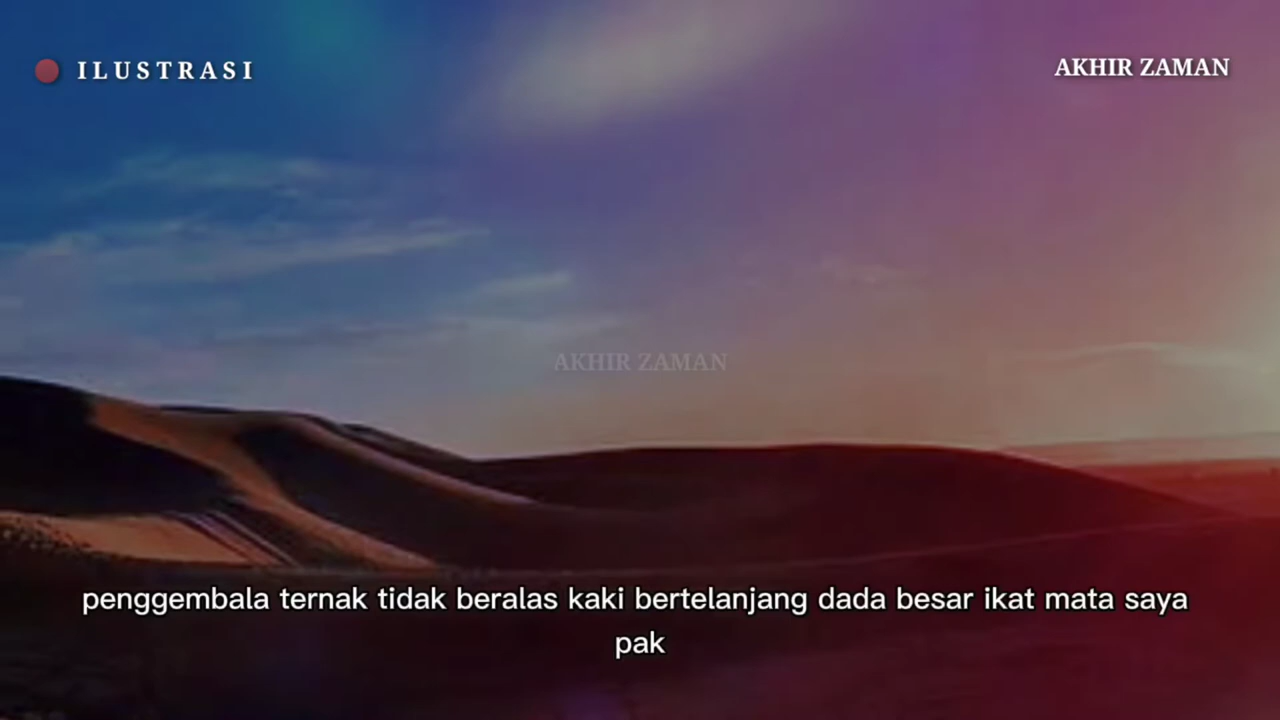 ILUSTRASI
AKHIR ZAMAN
AKHIR ZAMAN
penggembala ternak tidak beralas kaki bertelanjang dada besar ikat mata saya
pak